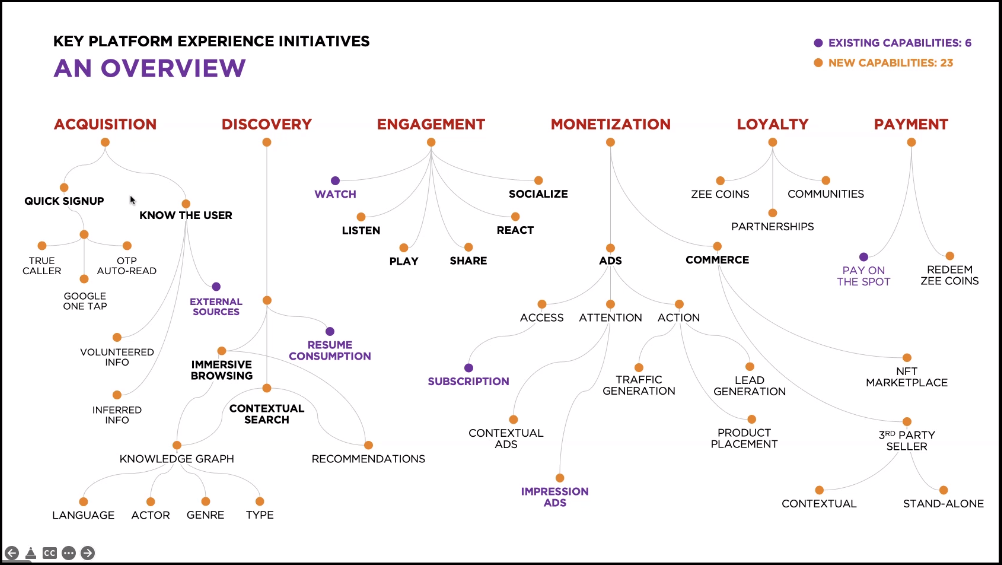 KEY PLATFORM EXPERIENCE INITIATIVES
AN OVERVIEW
EXISTING CAPABILITIES: 6
NEW CAPABILITIES: 23
ACQUISITION
DISCOVERY
ENGAGEMENT
MONETIZATION
LOYALTY
PAYMENT
QUICK SIGNUP
KNOW THE USER
TRUE
CALLER
OTP
AUTO-READ
GOOGLE
ONE TAP
EXTERNAL
SOURCES
VOLUNTEERED
INFO
INFERRED
INFO
RESUME
CONSUMPTION
IMMERSIVE
BROWSING
CONTEXTUAL
SEARCH
KNOWLEDGE GRAPH
RECOMMENDATIONS
LANGUAGE
ACTOR
GENRE
TYPE
WATCH
SOCIALIZE
LISTEN
REACT
PLAY
SHARE
ADS
COMMERCE
ACCESS
ATTENTION
ACTION
SUBSCRIPTION
TRAFFIC
GENERATION
LEAD
GENERATION
CONTEXTUAL
ADS
PRODUCT
PLACEMENT
IMPRESSION
ADS
NFT
MARKETPLACE
3RD PARTY
SELLER
CONTEXTUAL
STAND-ALONE
ZEE COINS
COMMUNITIES
PARTNERSHIPS
PAY ON
THE SPOT
REDEEM
ZEE COINS
CC